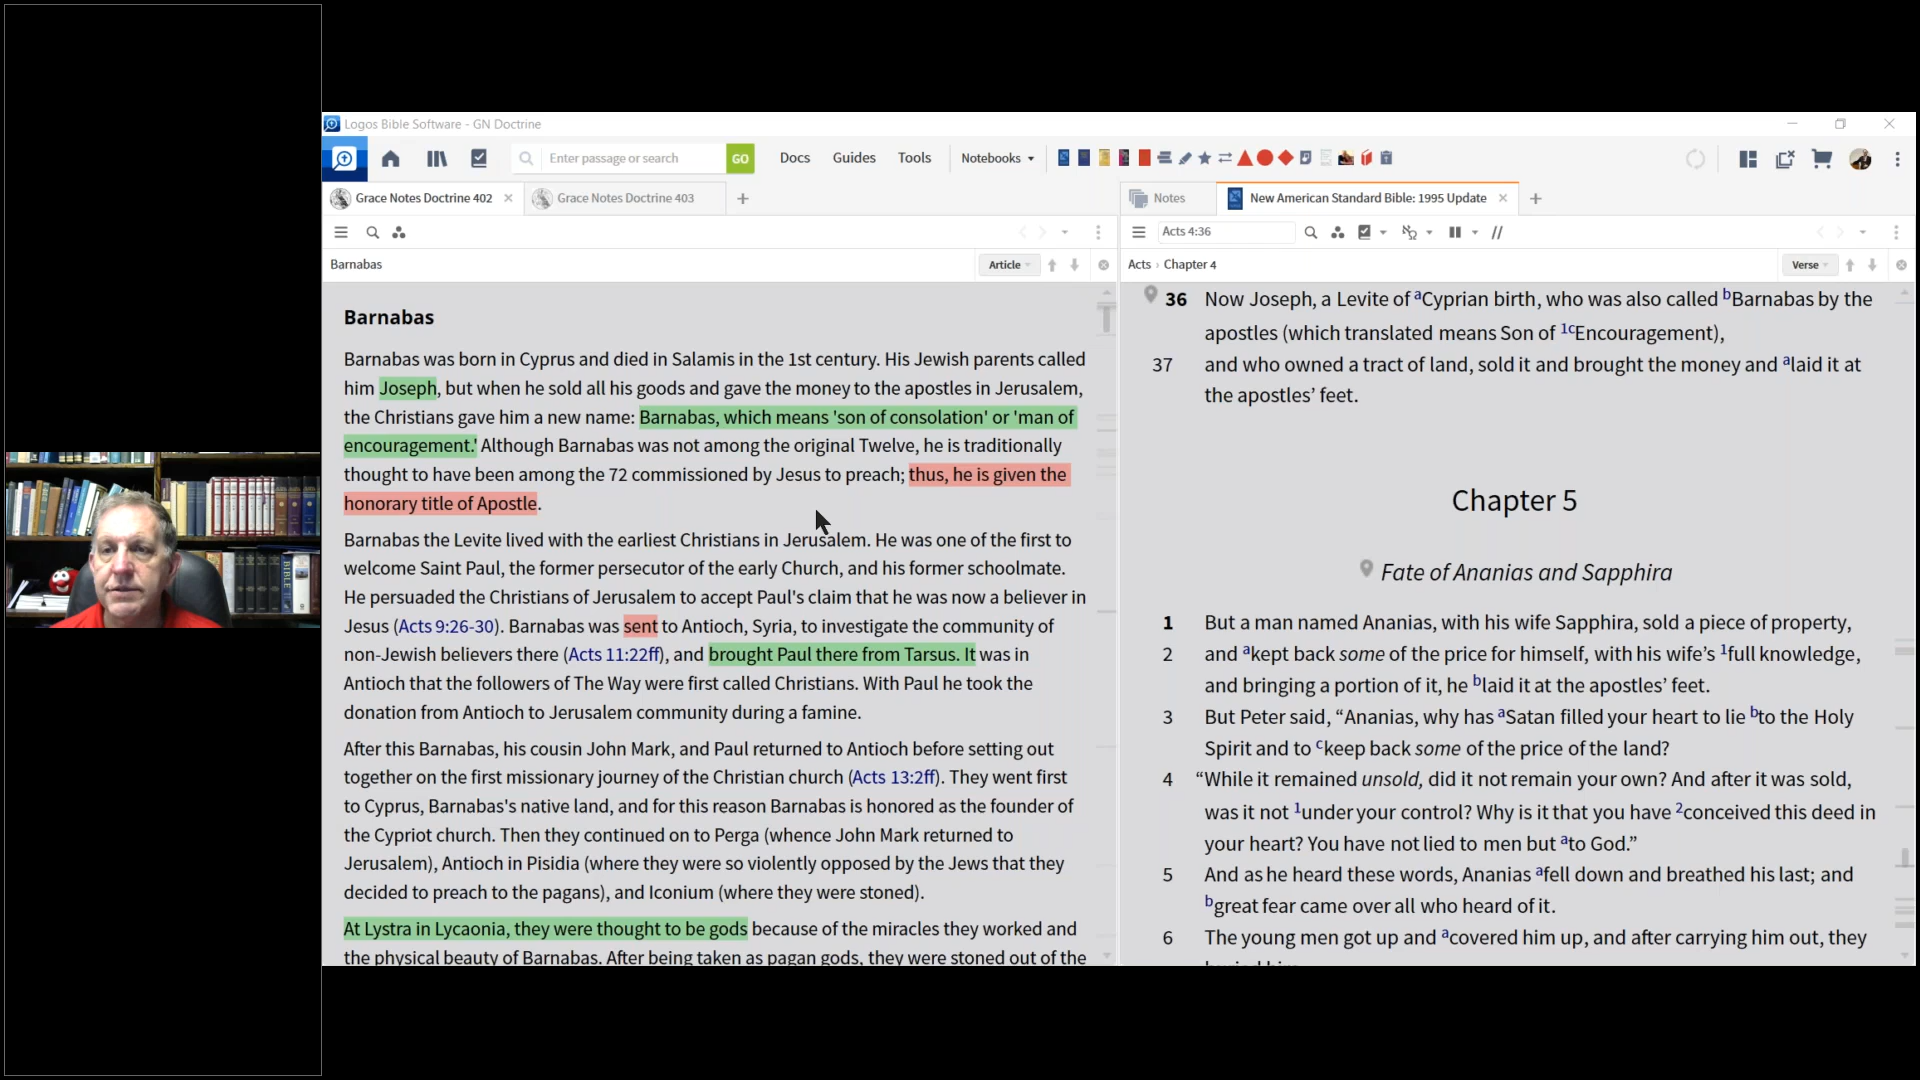 Logos Bible Software - GN Doctrine
Enter passage or search
GO
Docs
Guides
Tools
Notebooks
Grace Notes Doctrine 402
Grace Notes Doctrine 403
Barnabas
Article
Barnabas
Barnabas was born in Cyprus and died in Salamis in the 1st century. His Jewish parents called
him Joseph, but when he sold all his goods and gave the money to the apostles in Jerusalem,
the Christians gave him a new name: Barnabas, which means 'son of consolation' or 'man of
encouragement.' Although Barnabas was not among the original Twelve, he is traditionally
thought to have been among the 72 commissioned by Jesus to preach; thus, he is given the
honorary title of Apostle.
Barnabas the Levite lived with the earliest Christians in Jerusalem. He was one of the first to
welcome Saint Paul, the former persecutor of the early Church, and his former schoolmate.
He persuaded the Christians of Jerusalem to accept Paul's claim that he was now a believer in
Jesus (Acts 9:26-30). Barnabas was sent to Antioch, Syria, to investigate the community of
non-Jewish believers there (Acts 11:22ff), and brought Paul there from Tarsus. It was in
Antioch that the followers of The Way were first called Christians. With Paul he took the
donation from Antioch to Jerusalem community during a famine.
After this Barnabas, his cousin John Mark, and Paul returned to Antioch before setting out
together on the first missionary journey of the Christian church (Acts 13:2ff). They went first
to Cyprus, Barnabas's native land, and for this reason Barnabas is honored as the founder of
the Cypriot church. Then they continued on to Perga (whence John Mark returned to
Jerusalem), Antioch in Pisidia (where they were so violently opposed by the Jews that they
decided to preach to the pagans), and Iconium (where they were stoned).
At Lystra in Lycaonia, they were thought to be gods because of the miracles they worked and
the physical beauty of Barnabas. After being taken as pagan gods, they were stoned out of the
Notes
New American Standard Bible: 1995 Update
Acts 4:36
Acts › Chapter 4
Verse
36 Now Joseph, a Levite of aCyprian birth, who was also called bBarnabas by the
apostles (which translated means Son of 1cEncouragement),
37 and who owned a tract of land, sold it and brought the money and alaid it at
the apostles’ feet.
Chapter 5
Fate of Ananias and Sapphira
1 But a man named Ananias, with his wife Sapphira, sold a piece of property,
2 and akept back some of the price for himself, with his wife’s 1full knowledge,
and bringing a portion of it, he blaid it at the apostles’ feet.
3 But Peter said, “Ananias, why has aSatan filled your heart to lie bto the Holy
Spirit and to ckeep back some of the price of the land?
4 “While it remained unsold, did it not remain your own? And after it was sold,
was it not 1under your control? Why is it that you have 2conceived this deed in
your heart? You have not lied to men but ato God.”
5 And as he heard these words, Ananias afell down and breathed his last; and
bgreat fear came over all who heard of it.
6 The young men got up and acovered him up, and after carrying him out, they
BIBLE